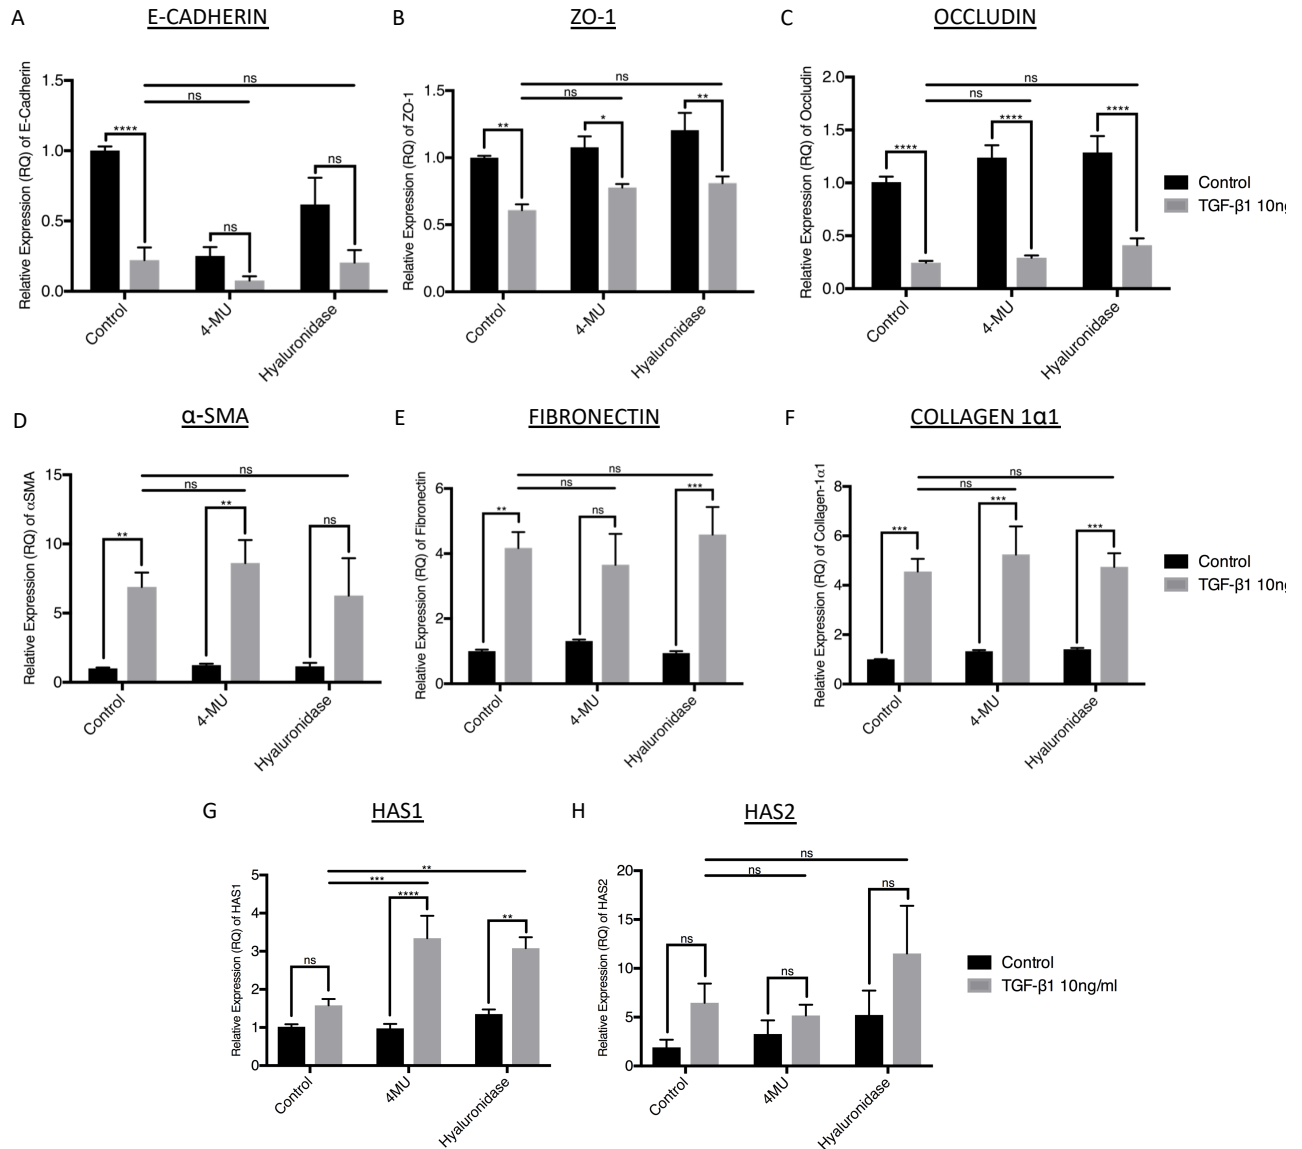 A
E-CADHERIN
Relative Expression (RQ) of E-Cadherin
1.5
1.0
0.5
0.0
ns
ns
****
ns
ns
Control
4-MU
Hyaluronidase
B
ZO-1
Relative Expression (RQ) of ZO-1
1.5
1.0
0.5
0.0
ns
ns
**
*
**
Control
4-MU
Hyaluronidase
C
OCCLUDIN
Relative Expression (RQ) of Occludin
2.0
1.5
1.0
0.5
0.0
ns
ns
****
****
****
Control
4-MU
Hyaluronidase
Control
TGF-β1 10n
D
α-SMA
Relative Expression (RQ) of αSMA
15
10
5
0
ns
ns
**
**
ns
Control
4-MU
Hyaluronidase
E
FIBRONECTIN
Relative Expression (RQ) of Fibronectin
6
4
2
0
ns
ns
**
ns
***
Control
4-MU
Hyaluronidase
F
COLLAGEN 1α1
Relative Expression (RQ) of Collagen-1α1
8
6
4
2
0
ns
ns
***
***
***
Control
4-MU
Hyaluronidase
Control
TGF-β1 10n
G
HAS1
Relative Expression (RQ) of HAS1
5
4
3
2
1
0
**
***
ns
****
**
Control
4MU
Hyaluronidase
H
HAS2
Relative Expression (RQ) of HAS2
20
15
10
5
0
ns
ns
ns
ns
ns
Control
4MU
Hyaluronidase
Control
TGF-β1 10ng/ml